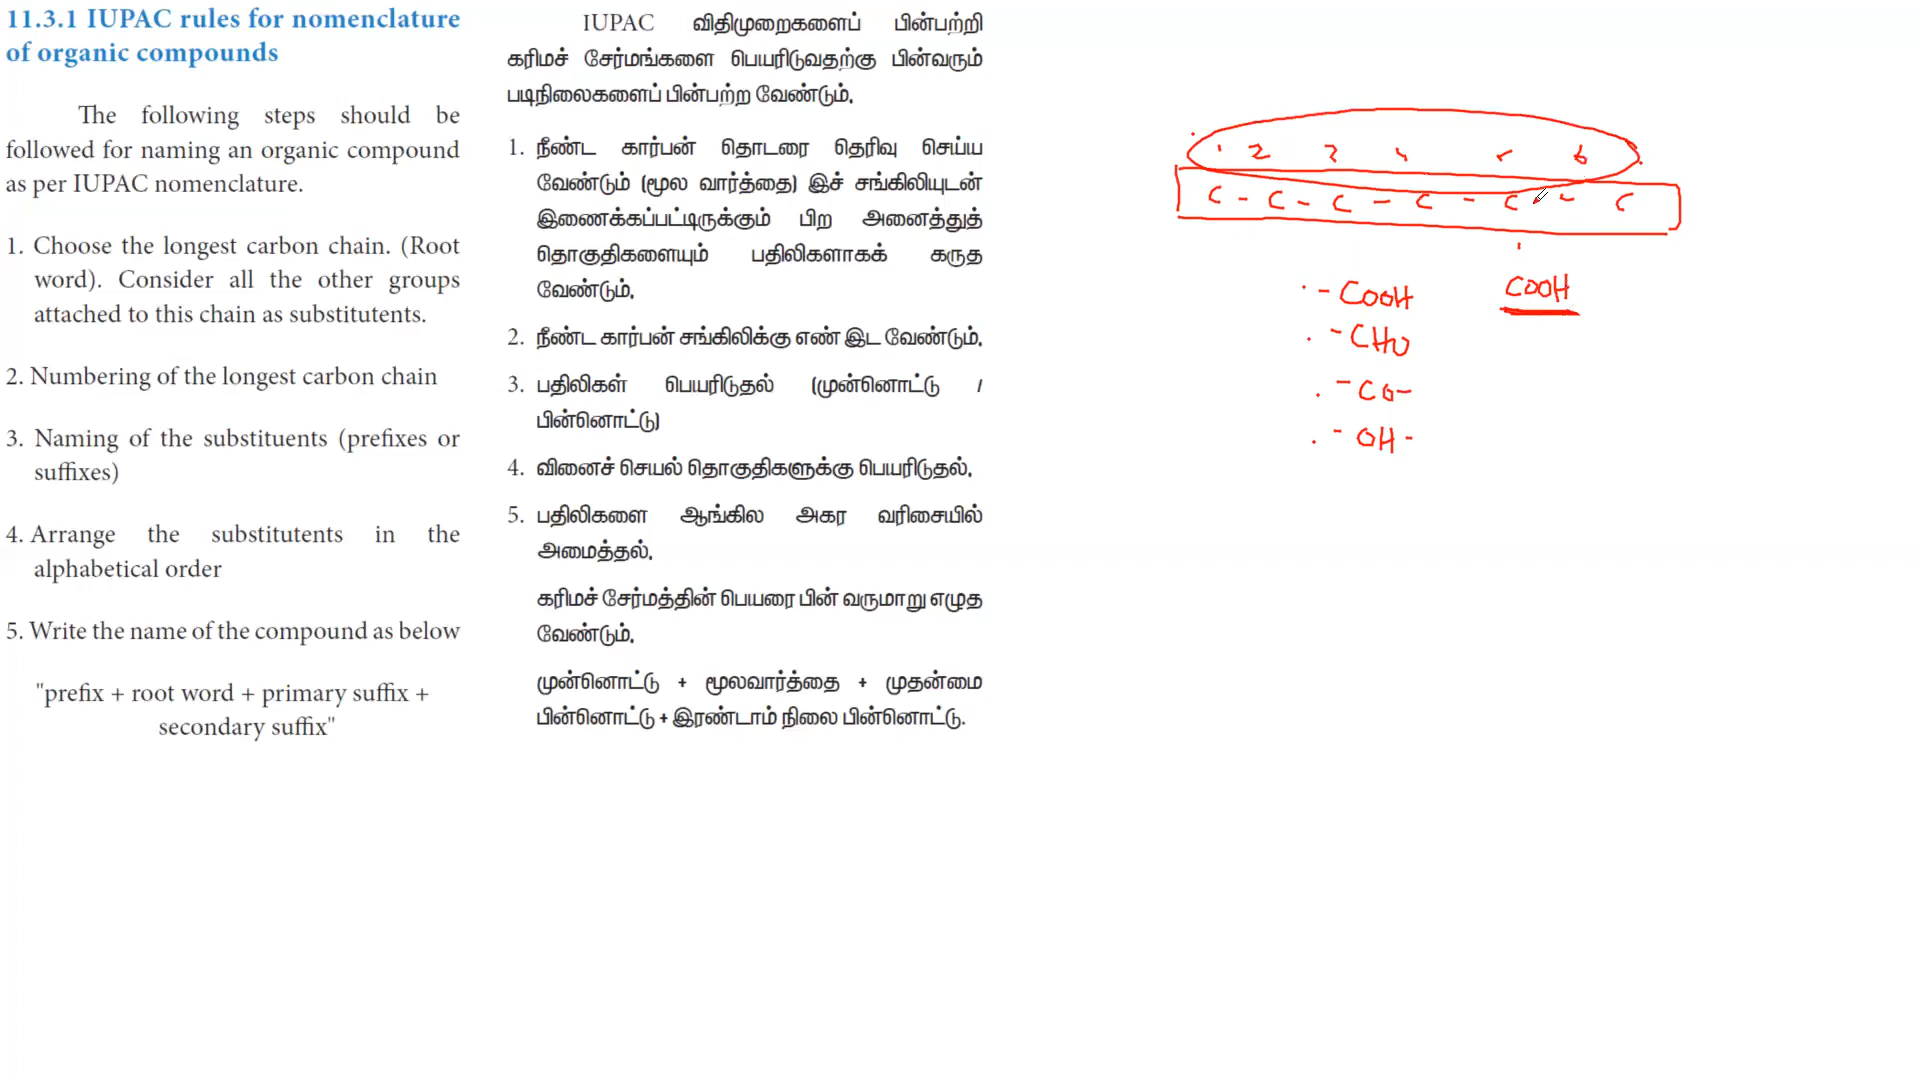 11.3.1 IUPAC rules for nomenclature
of organic compounds
The following steps should be
followed for naming an organic compound
as per IUPAC nomenclature.
1. Choose the longest carbon chain. (Root
word). Consider all the other groups
attached to this chain as substitutents.
2. Numbering of the longest carbon chain
3. Naming of the substituents (prefixes or
suffixes)
4. Arrange the substitutents in the
alphabetical order
5. Write the name of the compound as below
"prefix + root word + primary suffix +
secondary suffix"
IUPAC விதிமுறைகளைப் பின்பற்றி
கரிமச் சேர்மங்களை பெயரிடுவதற்கு பின்வரும்
படிநிலைகளைப் பின்பற்ற வேண்டும்.
1. நீண்ட கார்பன் தொடரை தெரிவு செய்ய
வேண்டும் (மூல வார்த்தை) இச் சங்கிலியுடன்
இணைக்கப்பட்டிருக்கும் பிற அனைத்துத்
தொகுதிகளையும் பதிலிகளாகக் கருத
வேண்டும்.
2. நீண்ட கார்பன் சங்கிலிக்கு எண் இட வேண்டும்.
3. பதிலிகள் பெயரிடுதல் (முன்னொட்டு /
பின்னொட்டு)
4. வினைச் செயல் தொகுதிகளுக்கு பெயரிடுதல்.
5. பதிலிகளை ஆங்கில அகர வரிசையில்
அமைத்தல்.
கரிமச் சேர்மத்தின் பெயரை பின் வருமாறு எழுத
வேண்டும்.
முன்னொட்டு + மூலவார்த்தை + முதன்மை
பின்னொட்டு + இரண்டாம் நிலை பின்னொட்டு.
1 2 3 4 5 6
C - C - C - C - C - C
COOH
- COOH
- CHO
- CO -
- OH -